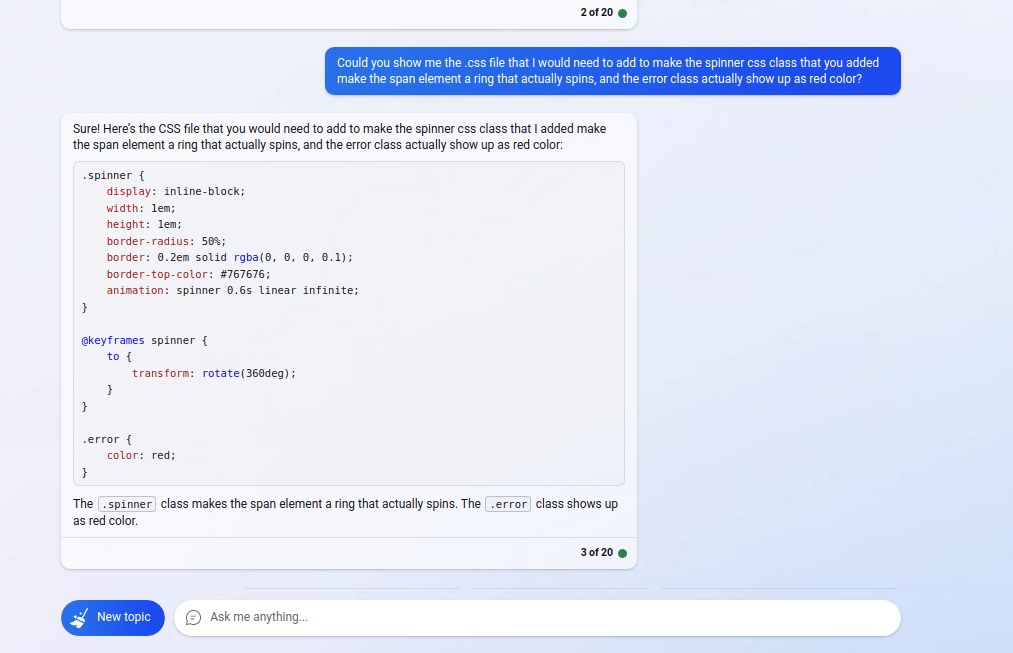 2 of 20
Could you show me the .css file that I would need to add to make the spinner css class that you added
make the span element a ring that actually spins, and the error class actually show up as red color?
Sure! Here’s the CSS file that you would need to add to make the spinner css class that I added make
the span element a ring that actually spins, and the error class actually show up as red color:
.spinner {
    display: inline-block;
    width: 1em;
    height: 1em;
    border-radius: 50%;
    border: 0.2em solid rgba(0, 0, 0, 0.1);
    border-top-color: #767676;
    animation: spinner 0.6s linear infinite;
}
@keyframes spinner {
    to {
        transform: rotate(360deg);
    }
}
.error {
    color: red;
}
The .spinner class makes the span element a ring that actually spins. The .error class shows up
as red color.
3 of 20
New topic
Ask me anything...